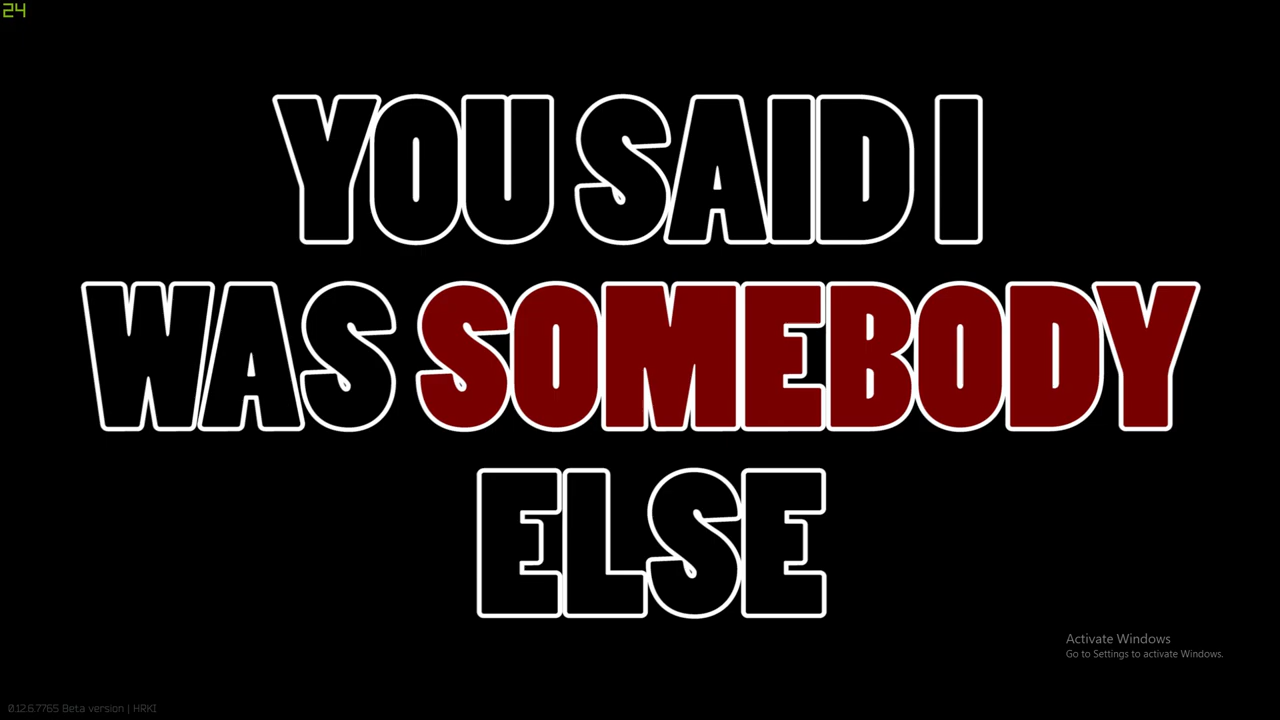 24
YOU SAID I
WAS SOMEBODY
ELSE
Activate Windows
Go to Settings to activate Windows.
0.12.6.7765 Beta version | HRKI